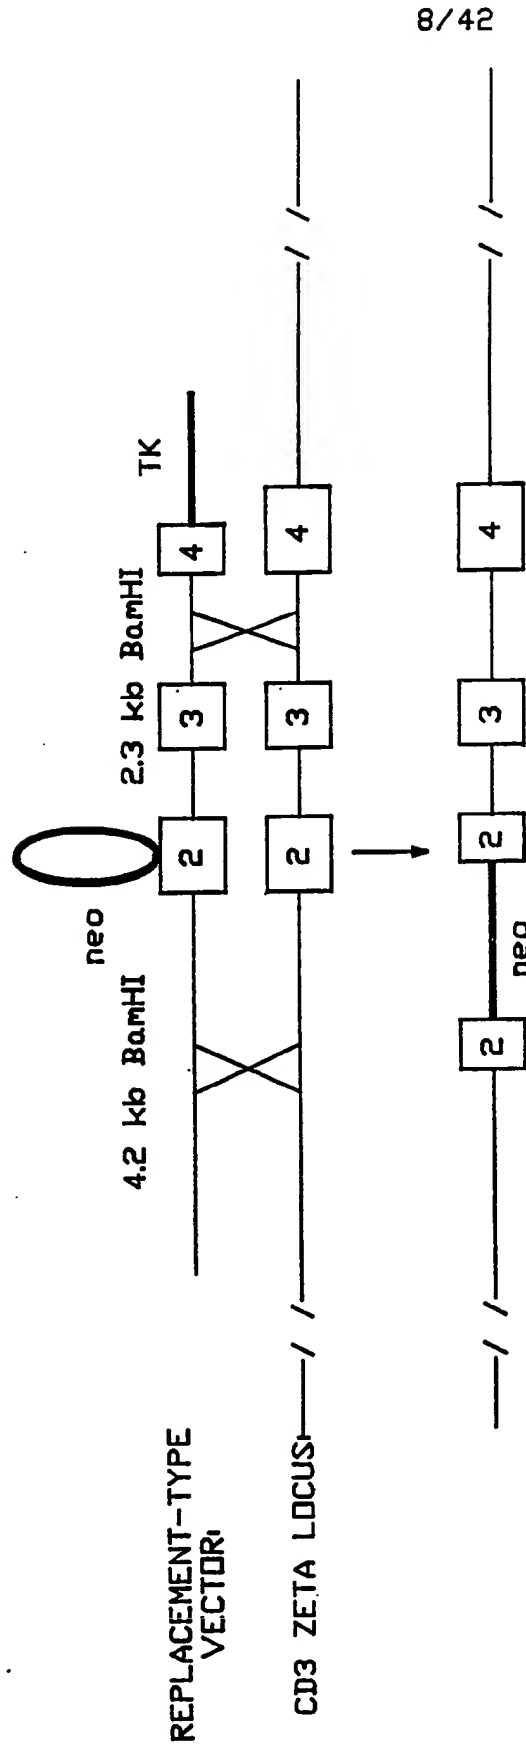 8/42
neo
4.2 kb BamHI
2.3 kb BamHI
TK
REPLACEMENT-TYPE
VECTOR:
2
3
4
CD3 ZETA LOCUS:
2
3
4
2
neo
2
3
4